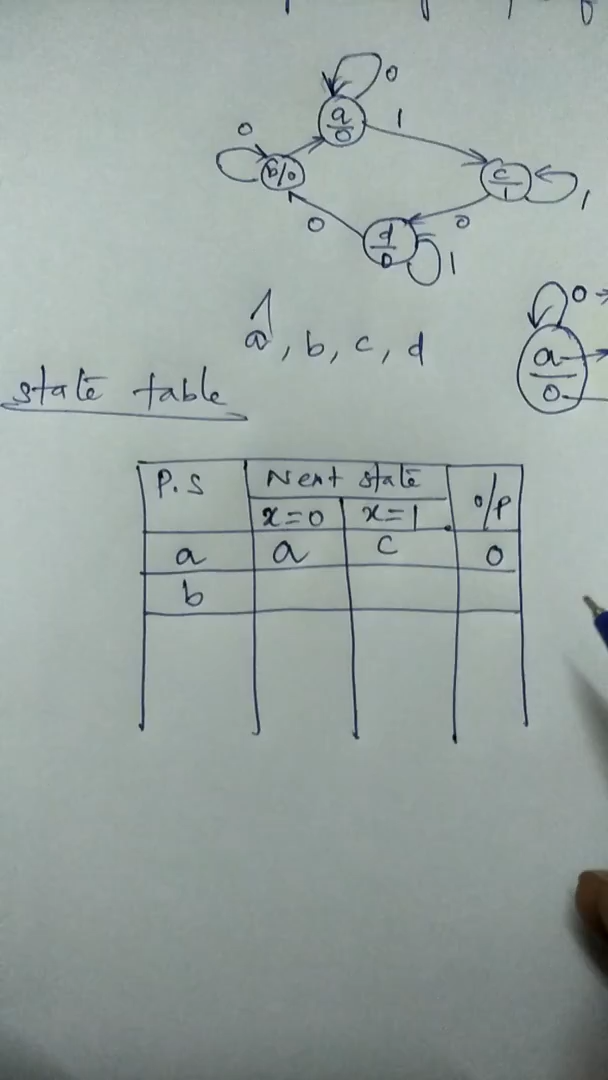 0
a
0
1
0
b/0
c
1
1
0
0
d
0
1
a, b, c, d
0
a
0
state table
P.S Next state O/P
x=0 x=1
a a c 0
b